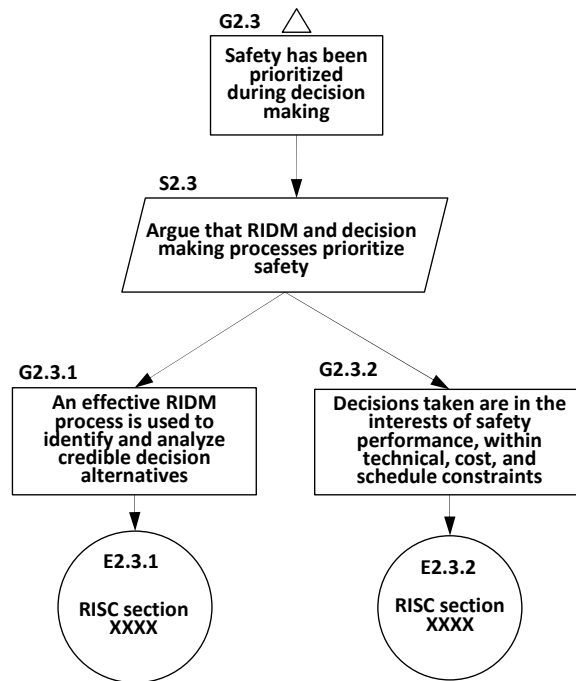 G2.3
Safety has been
prioritized
during decision
making
S2.3
Argue that RIDM and decision
making processes prioritize
safety
G2.3.1
An effective RIDM
process is used to
identify and analyze
credible decision
alternatives
G2.3.2
Decisions taken are in the
interests of safety
performance, within
technical, cost, and
schedule constraints
E2.3.1
RISC section
XXXX
E2.3.2
RISC section
XXXX